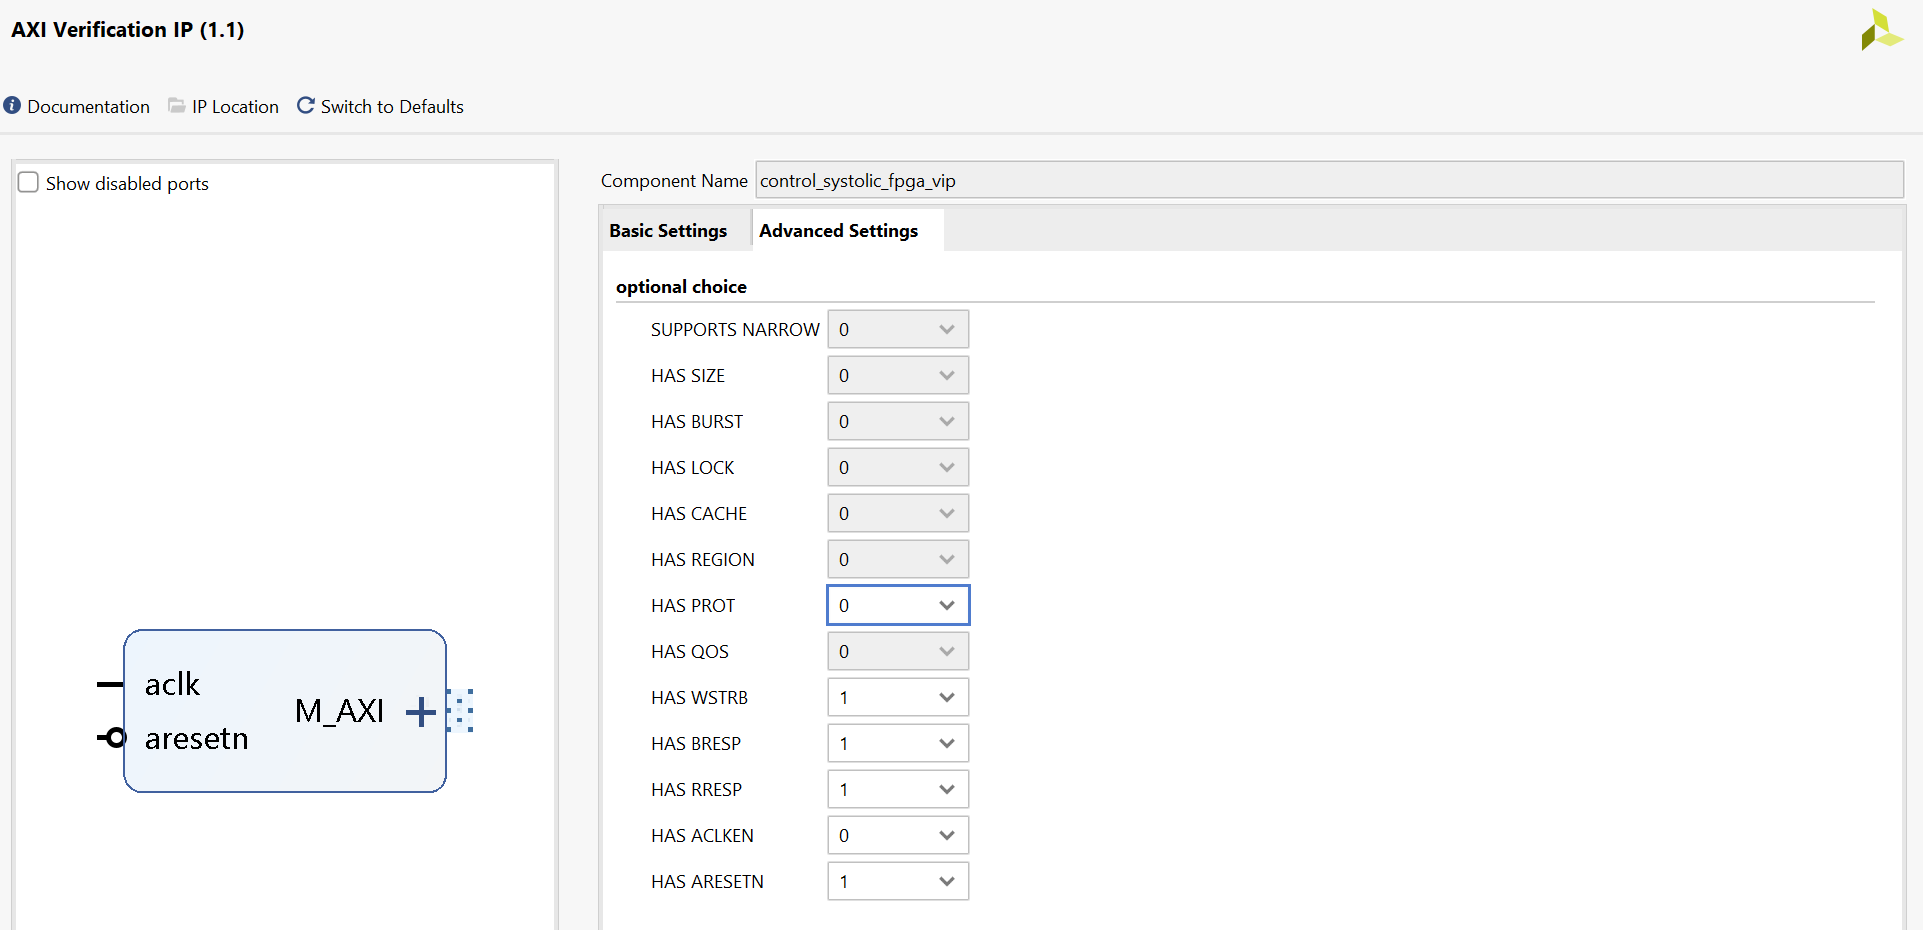 AXI Verification IP (1.1)
Documentation IP Location Switch to Defaults
Show disabled ports
aclk
aresetn
M_AXI
Component Name control_systolic_fpga_vip
Basic Settings Advanced Settings
optional choice
SUPPORTS NARROW 0
HAS SIZE 0
HAS BURST 0
HAS LOCK 0
HAS CACHE 0
HAS REGION 0
HAS PROT 0
HAS QOS 0
HAS WSTRB 1
HAS BRESP 1
HAS RRESP 1
HAS ACLKEN 0
HAS ARESETN 1